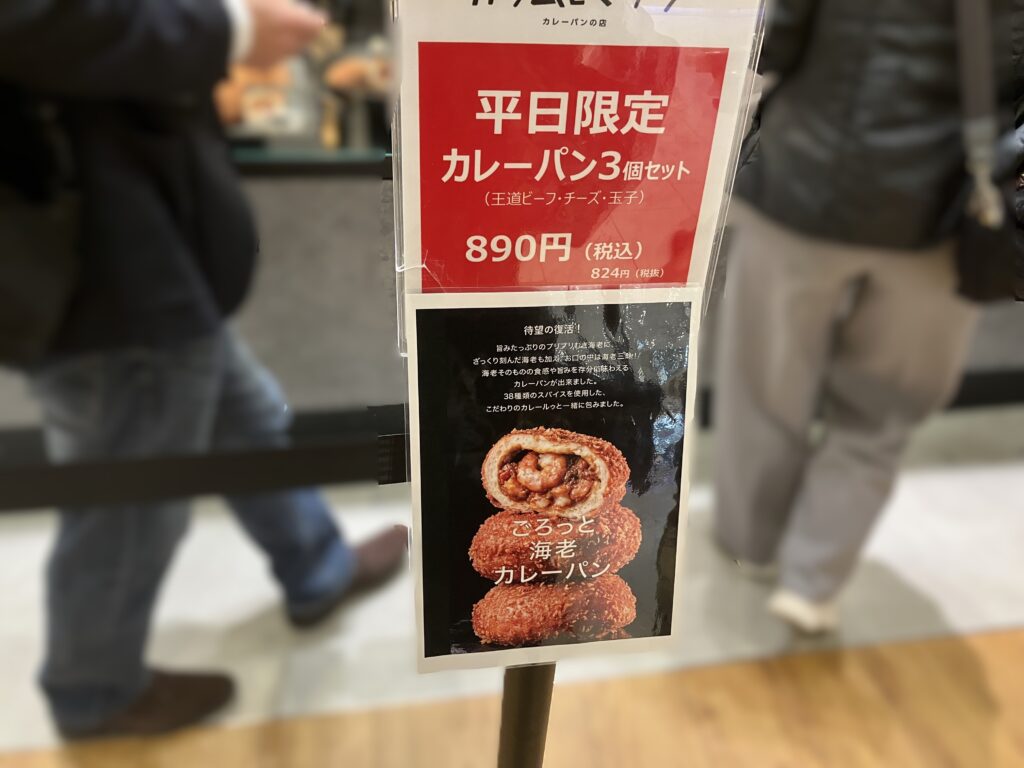 カレーパンの店
平日限定
カレーパン3個セット
（王道ビーフ・チーズ・玉子）
890円（税込）
824円（税抜）
待望の復活！
旨みたっぷりのプリプリむき海老に
ざっくり刻んだ海老も加え、お口の中は海老三昧!!
海老そのものの食感や旨みを存分に味わえる
カレーパンが出来ました。
38種類のスパイスを使用した、
こだわりのカレールゥと一緒に包みました。
ごろっと
海老
カレーパン